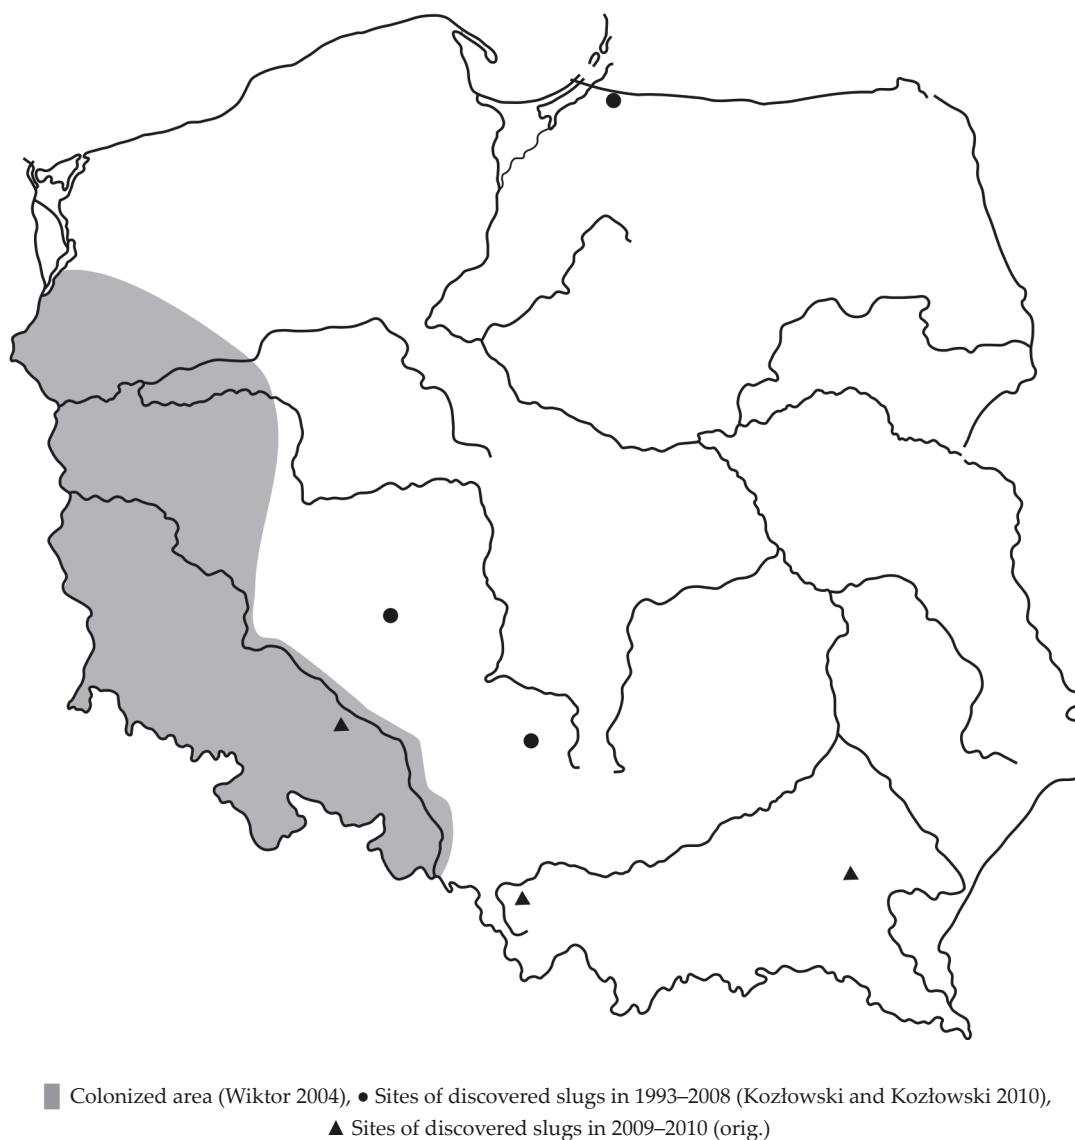 Colonized area (Wiktor 2004), ● Sites of discovered slugs in 1993–2008 (Kozłowski and Kozłowski 2010),
▲ Sites of discovered slugs in 2009–2010 (orig.)